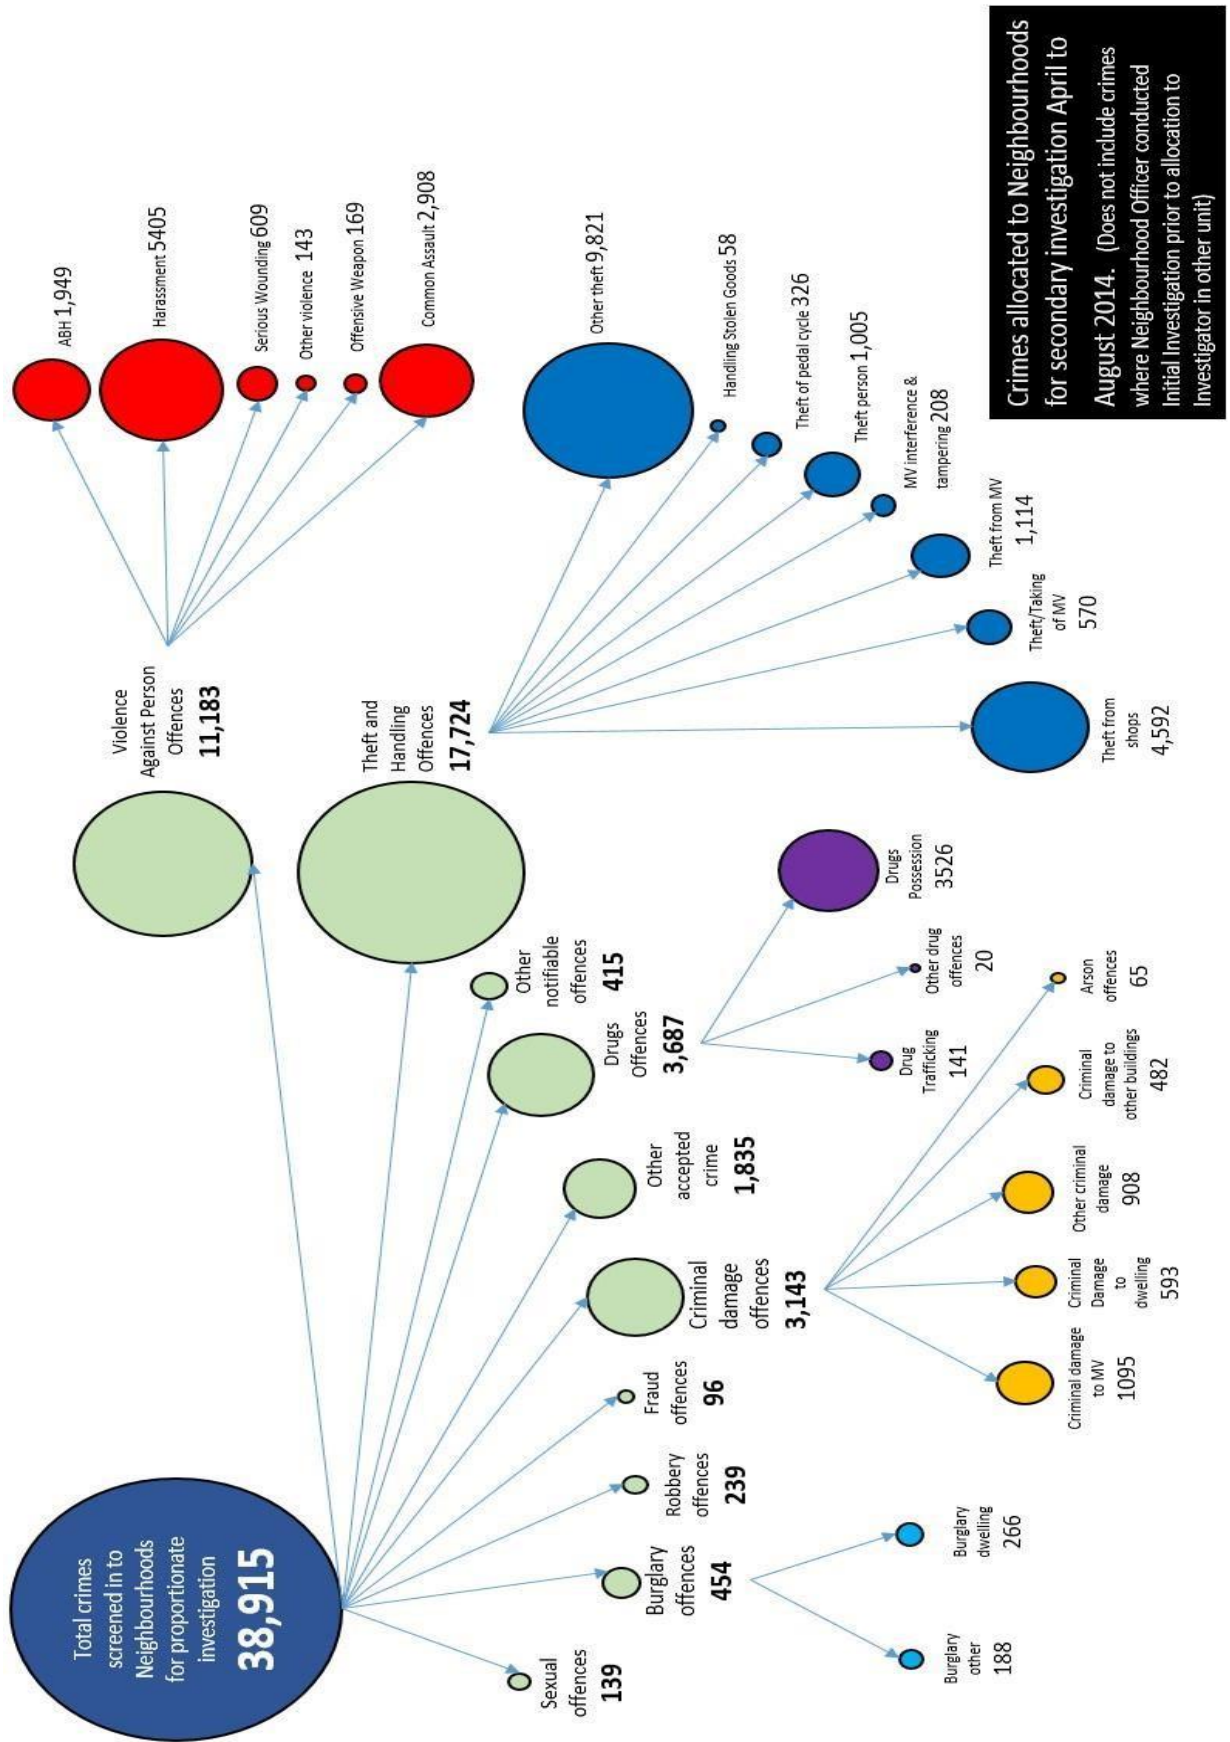 Total crimes
screened in to
Neighbourhoods
for proportionate
investigation
38,915
Sexual
offences
139
Burglary
offences
454
Robbery
offences
239
Fraud
offences
96
Criminal
damage
offences
3,143
Other
accepted
crime
1,835
Drugs
Offences
3,687
Other
notifiable
offences
415
Theft and
Handling
Offences
17,724
Violence
Against Person
Offences
11,183
ABH 1,949
Harassment 5405
Serious Wounding 609
Other violence 143
Offensive Weapon 169
Common Assault 2,908
Other theft 9,821
Handling Stolen Goods 58
Theft of pedal cycle 326
Theft person 1,005
MV interference &
tampering 208
Theft from MV
1,114
Theft/Taking
of MV
570
Theft from
shops
4,592
Drug
Trafficking
141
Other drug
offences
20
Drugs
Possession
3526
Criminal damage
to MV
1095
Criminal
Damage
to
dwelling
593
Other criminal
damage
908
Criminal
damage to
other buildings
482
Arson
offences
65
Burglary
other
188
Burglary
dwelling
266
Crimes allocated to Neighbourhoods
for secondary investigation April to
August 2014. (Does not include crimes
where Neighbourhood Officer conducted
Initial Investigation prior to allocation to
Investigator in other unit)